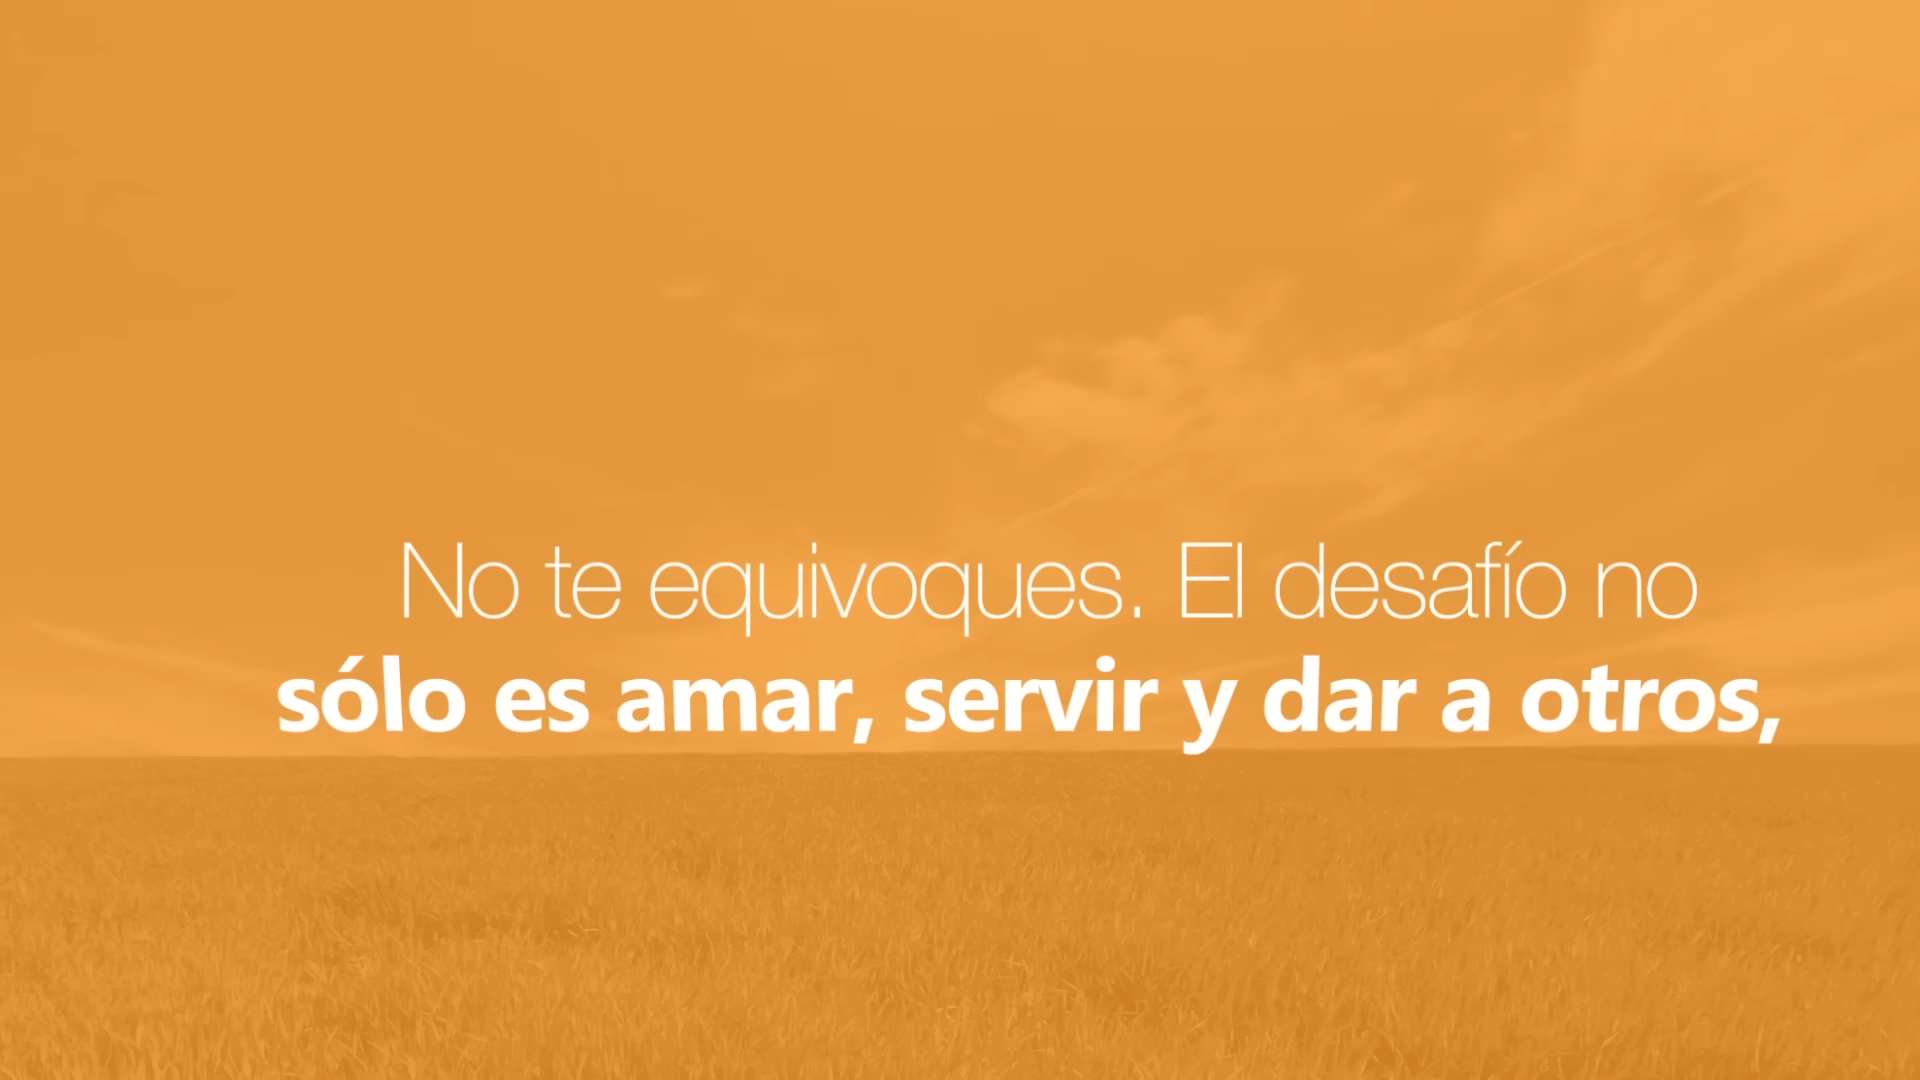 No te equivoques. El desafío no
sólo es amar, servir y dar a otros,